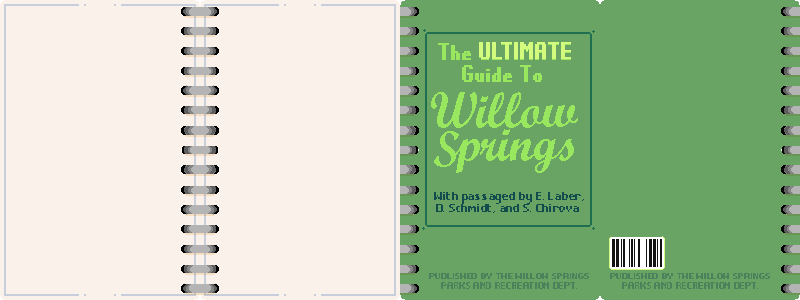 The ULTIMATE
Guide To
Willow
Springs
With passaged by E. Laber,
D. Schmidt, and S. Chirova
PUBLISHED BY THE WILLOW SPRINGS
PARKS AND RECREATION DEPT.
PUBLISHED BY THE WILLOW SPRINGS
PARKS AND RECREATION DEPT.